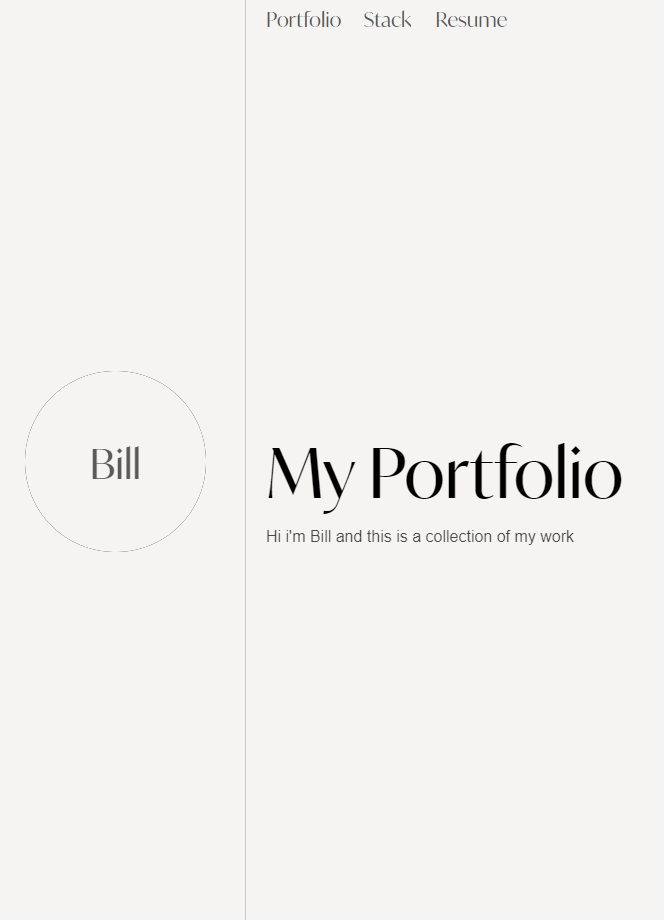 Portfolio Stack Resume
Bill
My Portfolio
Hi i'm Bill and this is a collection of my work